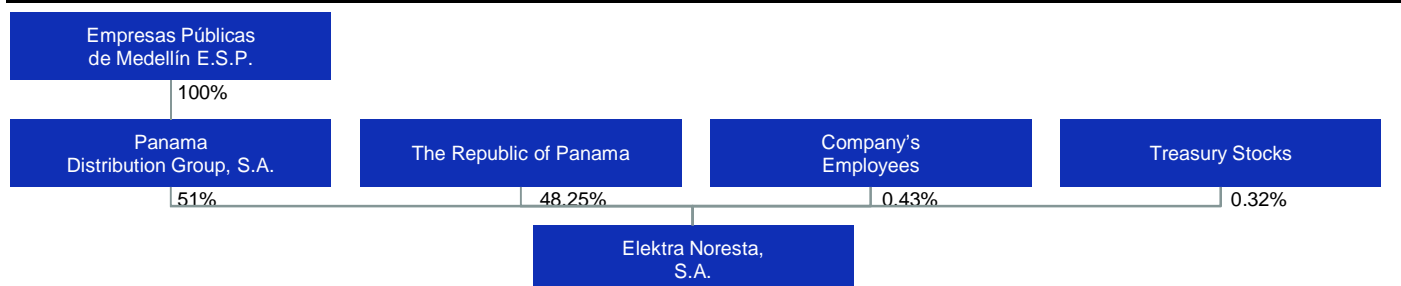 Empresas Públicas
de Medellín E.S.P.
100%
Panama
Distribution Group, S.A.
The Republic of Panama
Company's
Employees
Treasury Stocks
51%
48.25%
0.43%
0.32%
Elektra Noresta,
S.A.